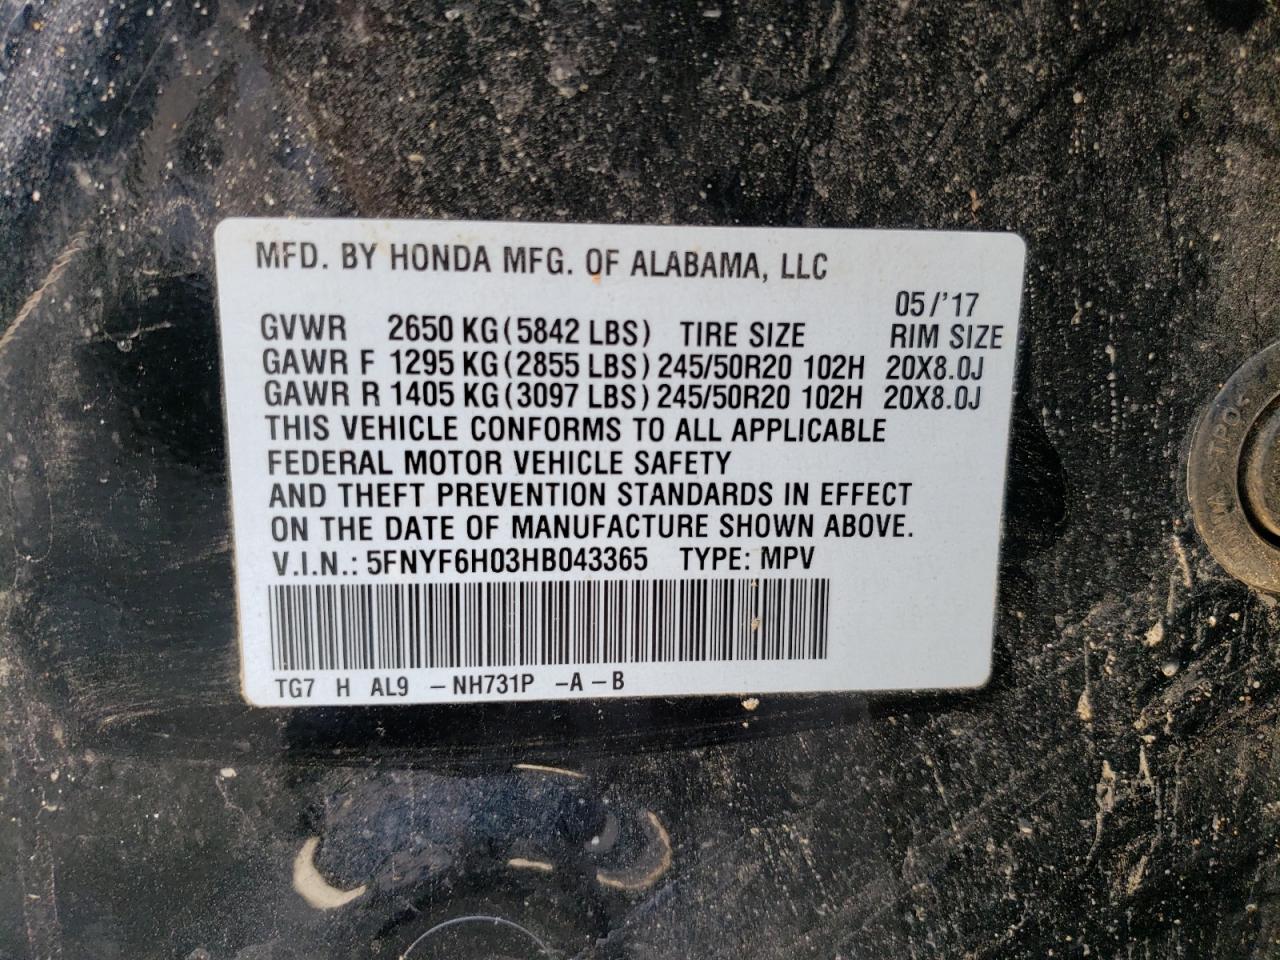 MFD. BY HONDA MFG. OF ALABAMA, LLC
05/'17
GVWR 2650 KG(5842 LBS) TIRE SIZE RIM SIZE
GAWR F 1295 KG(2855 LBS)245/50R20 102H 20X8.0J
GAWR R 1405 KG(3097 LBS)245/50R20 102H 20X8.0J
THIS VEHICLE CONFORMS TO ALL APPLICABLE
FEDERAL MOTOR VEHICLE SAFETY
AND THEFT PREVENTION STANDARDS IN EFFECT
ON THE DATE OF MANUFACTURE SHOWN ABOVE.
V.I.N.: 5FNYF6H03HB043365 TYPE: MPV
TG7 H AL9 -NH731P -A-B